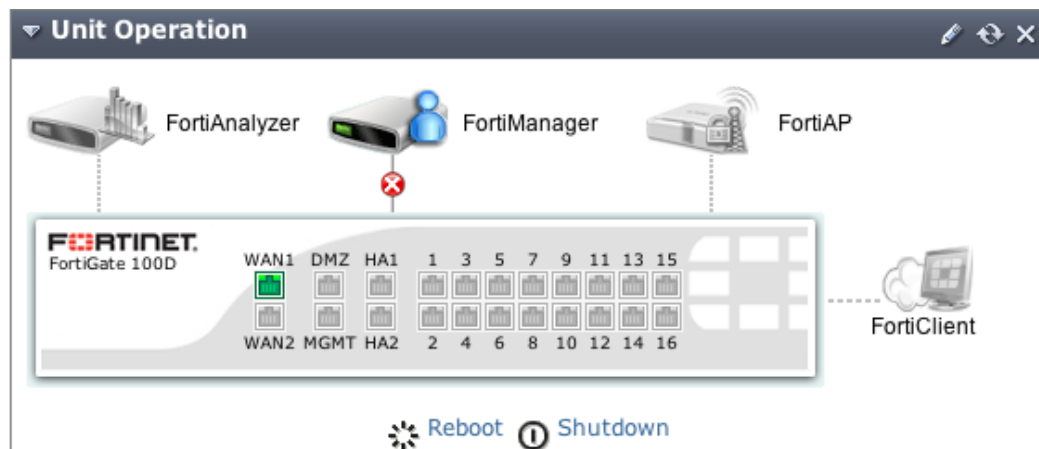 Unit Operation
FortiAnalyzer
FortiManager
FortiAP
FORTINET.
FortiGate 100D
WAN1 DMZ HA1 1 3 5 7 9 11 13 15
WAN2 MGMT HA2 2 4 6 8 10 12 14 16
FortiClient
Reboot
Shutdown